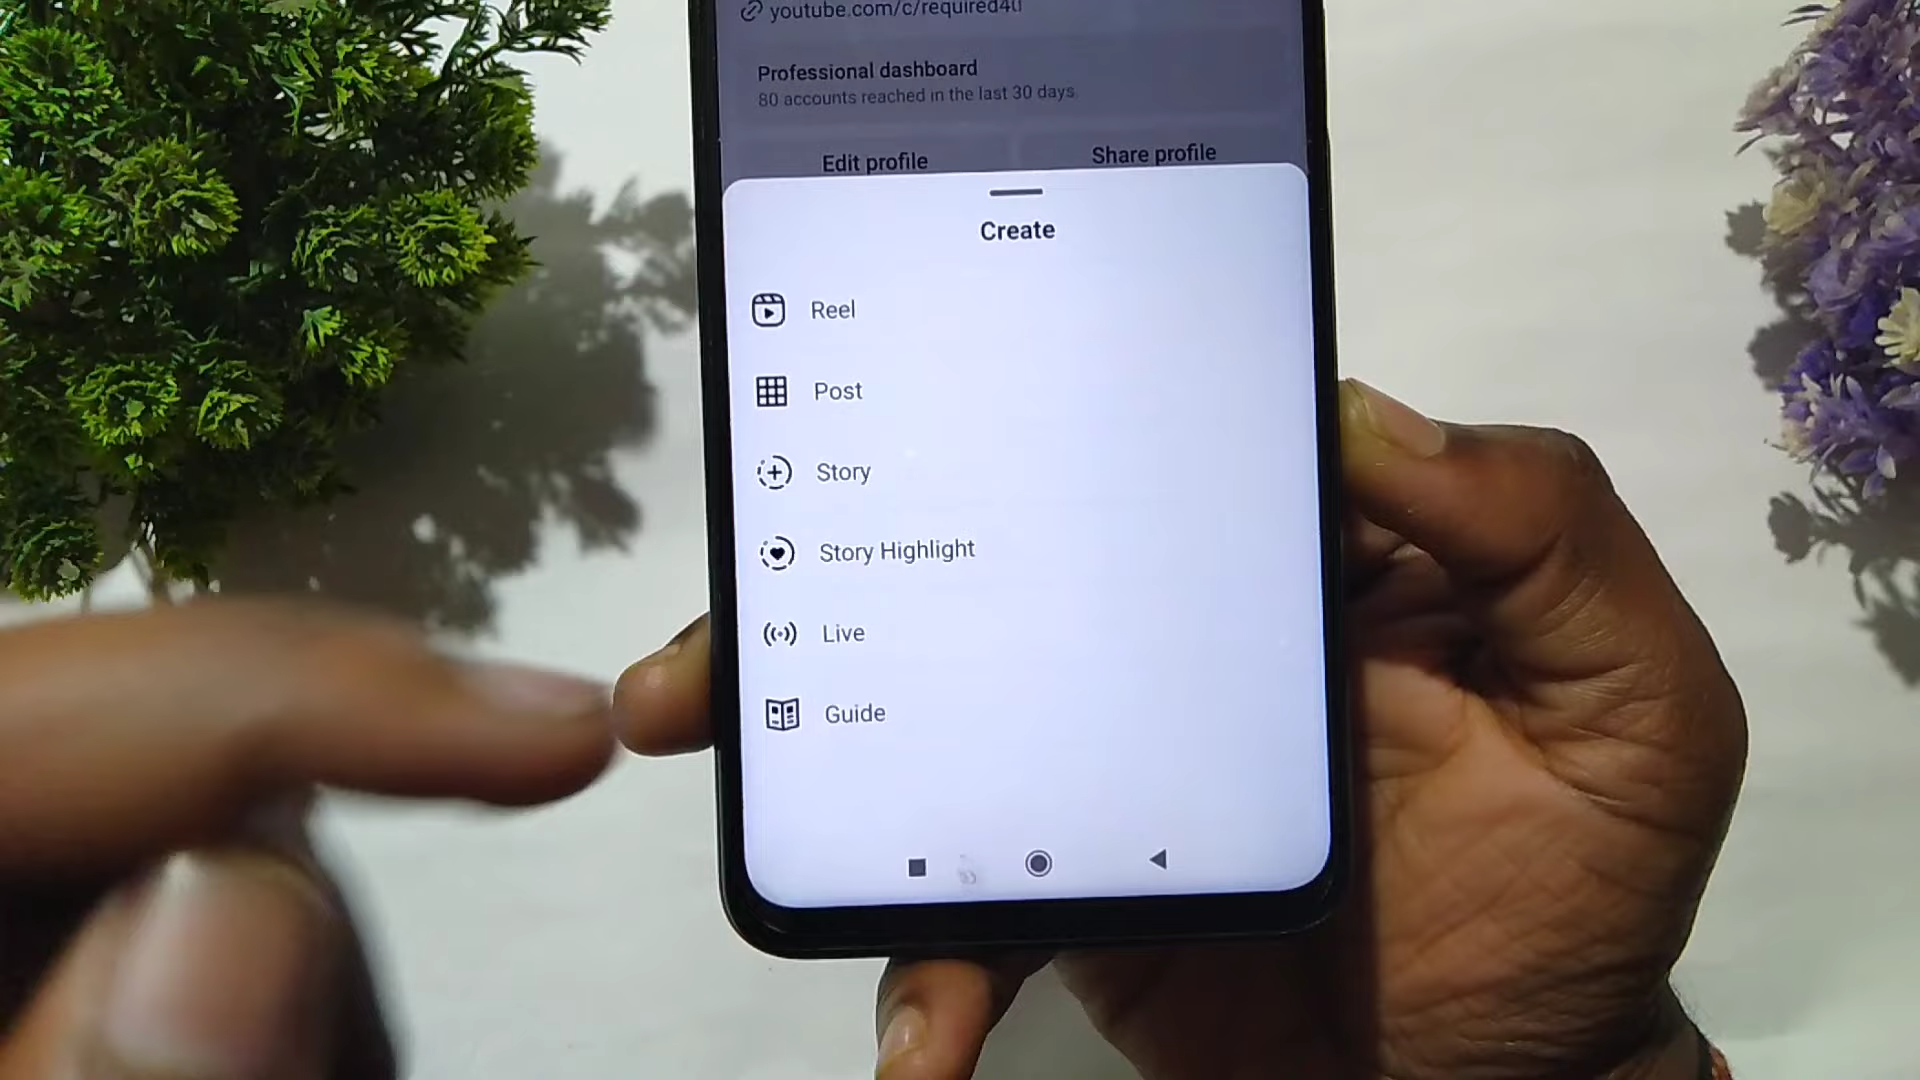 youtube.com/c/required4u
Professional dashboard
80 accounts reached in the last 30 days
Edit profile
Share profile
Create
Reel
Post
Story
Story Highlight
Live
Guide